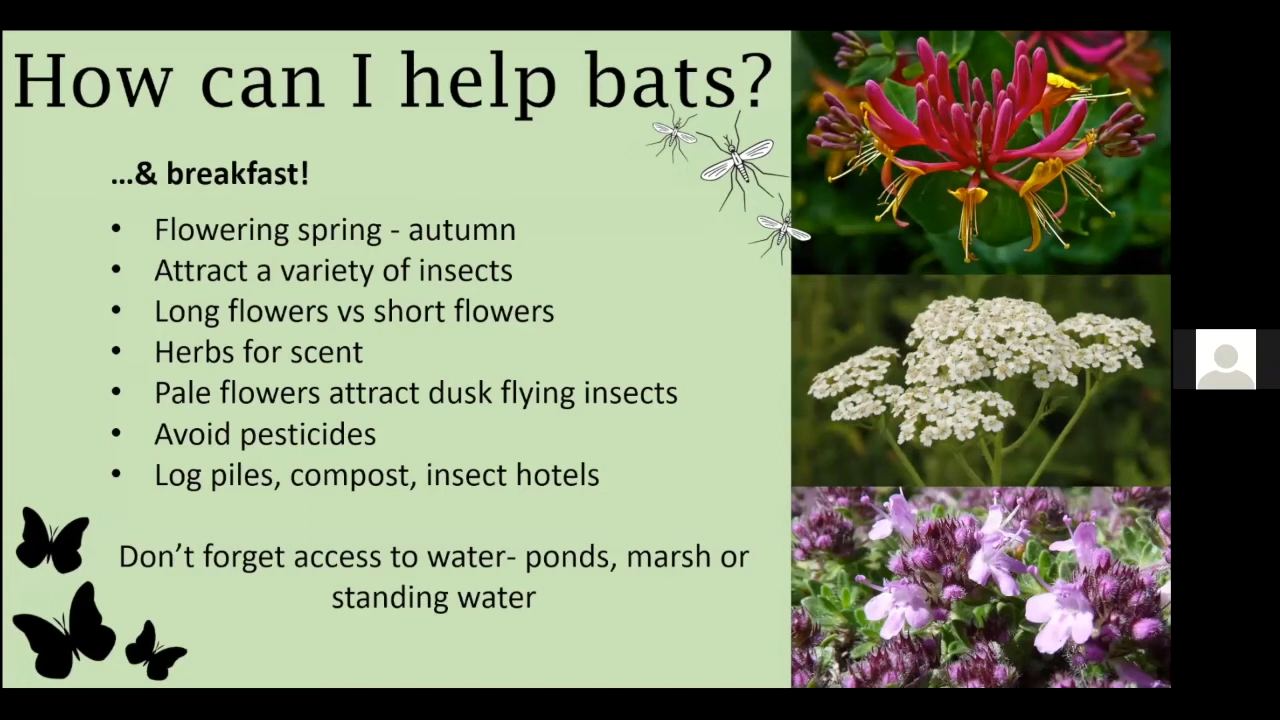 How can I help bats?
...& breakfast!
• Flowering spring - autumn
• Attract a variety of insects
• Long flowers vs short flowers
• Herbs for scent
• Pale flowers attract dusk flying insects
• Avoid pesticides
• Log piles, compost, insect hotels
Don’t forget access to water- ponds, marsh or
standing water